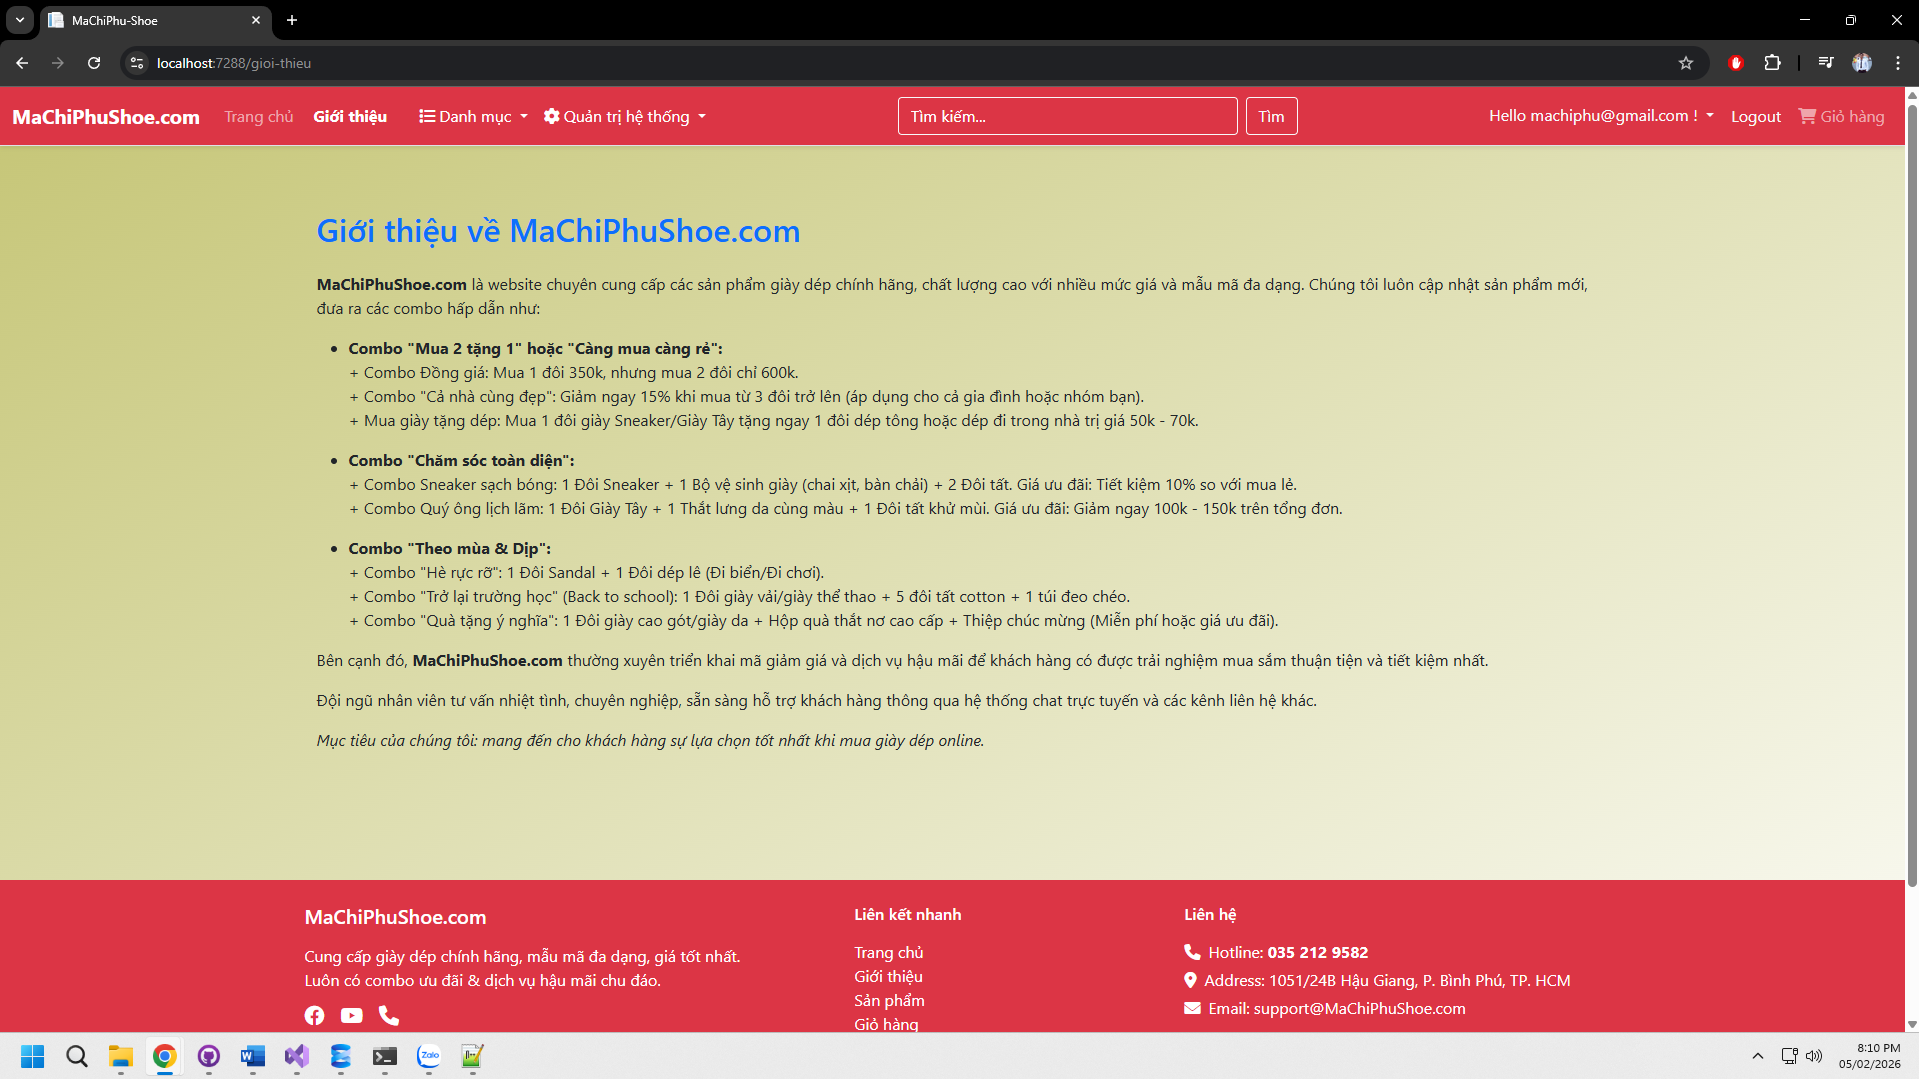 MaChiPhu-Shoe
localhost:7288/gioi-thieu
MaChiPhuShoe.com Trang chủ Giới thiệu Danh mục Quản trị hệ thống Tìm kiếm... Tìm Hello machiphu@gmail.com ! Logout Giỏ hàng
Giới thiệu về MaChiPhuShoe.com
MaChiPhuShoe.com là website chuyên cung cấp các sản phẩm giày dép chính hãng, chất lượng cao với nhiều mức giá và mẫu mã đa dạng. Chúng tôi luôn cập nhật sản phẩm mới,
đưa ra các combo hấp dẫn như:
• Combo "Mua 2 tặng 1" hoặc "Càng mua càng rẻ":
+ Combo Đồng giá: Mua 1 đôi 350k, nhưng mua 2 đôi chỉ 600k.
+ Combo "Cả nhà cùng đẹp": Giảm ngay 15% khi mua từ 3 đôi trở lên (áp dụng cho cả gia đình hoặc nhóm bạn).
+ Mua giày tặng dép: Mua 1 đôi giày Sneaker/Giày Tây tặng ngay 1 đôi dép tông hoặc dép đi trong nhà trị giá 50k - 70k.
• Combo "Chăm sóc toàn diện":
+ Combo Sneaker sạch bóng: 1 Đôi Sneaker + 1 Bộ vệ sinh giày (chai xịt, bàn chải) + 2 Đôi tất. Giá ưu đãi: Tiết kiệm 10% so với mua lẻ.
+ Combo Quý ông lịch lãm: 1 Đôi Giày Tây + 1 Thắt lưng da cùng màu + 1 Đôi tất khử mùi. Giá ưu đãi: Giảm ngay 100k - 150k trên tổng đơn.
• Combo "Theo mùa & Dịp":
+ Combo "Hè rực rỡ": 1 Đôi Sandal + 1 Đôi dép lê (Đi biển/Đi chơi).
+ Combo "Trở lại trường học" (Back to school): 1 Đôi giày vải/giày thể thao + 5 đôi tất cotton + 1 túi đeo chéo.
+ Combo "Quà tặng ý nghĩa": 1 Đôi giày cao gót/giày da + Hộp quà thắt nơ cao cấp + Thiệp chúc mừng (Miễn phí hoặc giá ưu đãi).
Bên cạnh đó, MaChiPhuShoe.com thường xuyên triển khai mã giảm giá và dịch vụ hậu mãi để khách hàng có được trải nghiệm mua sắm thuận tiện và tiết kiệm nhất.
Đội ngũ nhân viên tư vấn nhiệt tình, chuyên nghiệp, sẵn sàng hỗ trợ khách hàng thông qua hệ thống chat trực tuyến và các kênh liên hệ khác.
Mục tiêu của chúng tôi: mang đến cho khách hàng sự lựa chọn tốt nhất khi mua giày dép online.
MaChiPhuShoe.com
Cung cấp giày dép chính hãng, mẫu mã đa dạng, giá tốt nhất.
Luôn có combo ưu đãi & dịch vụ hậu mãi chu đáo.
Liên kết nhanh
Trang chủ
Giới thiệu
Sản phẩm
Giỏ hàng
Liên hệ
Hotline: 035 212 9582
Address: 1051/24B Hậu Giang, P. Bình Phú, TP. HCM
Email: support@MaChiPhuShoe.com
Zalo
8:10 PM
05/02/2026